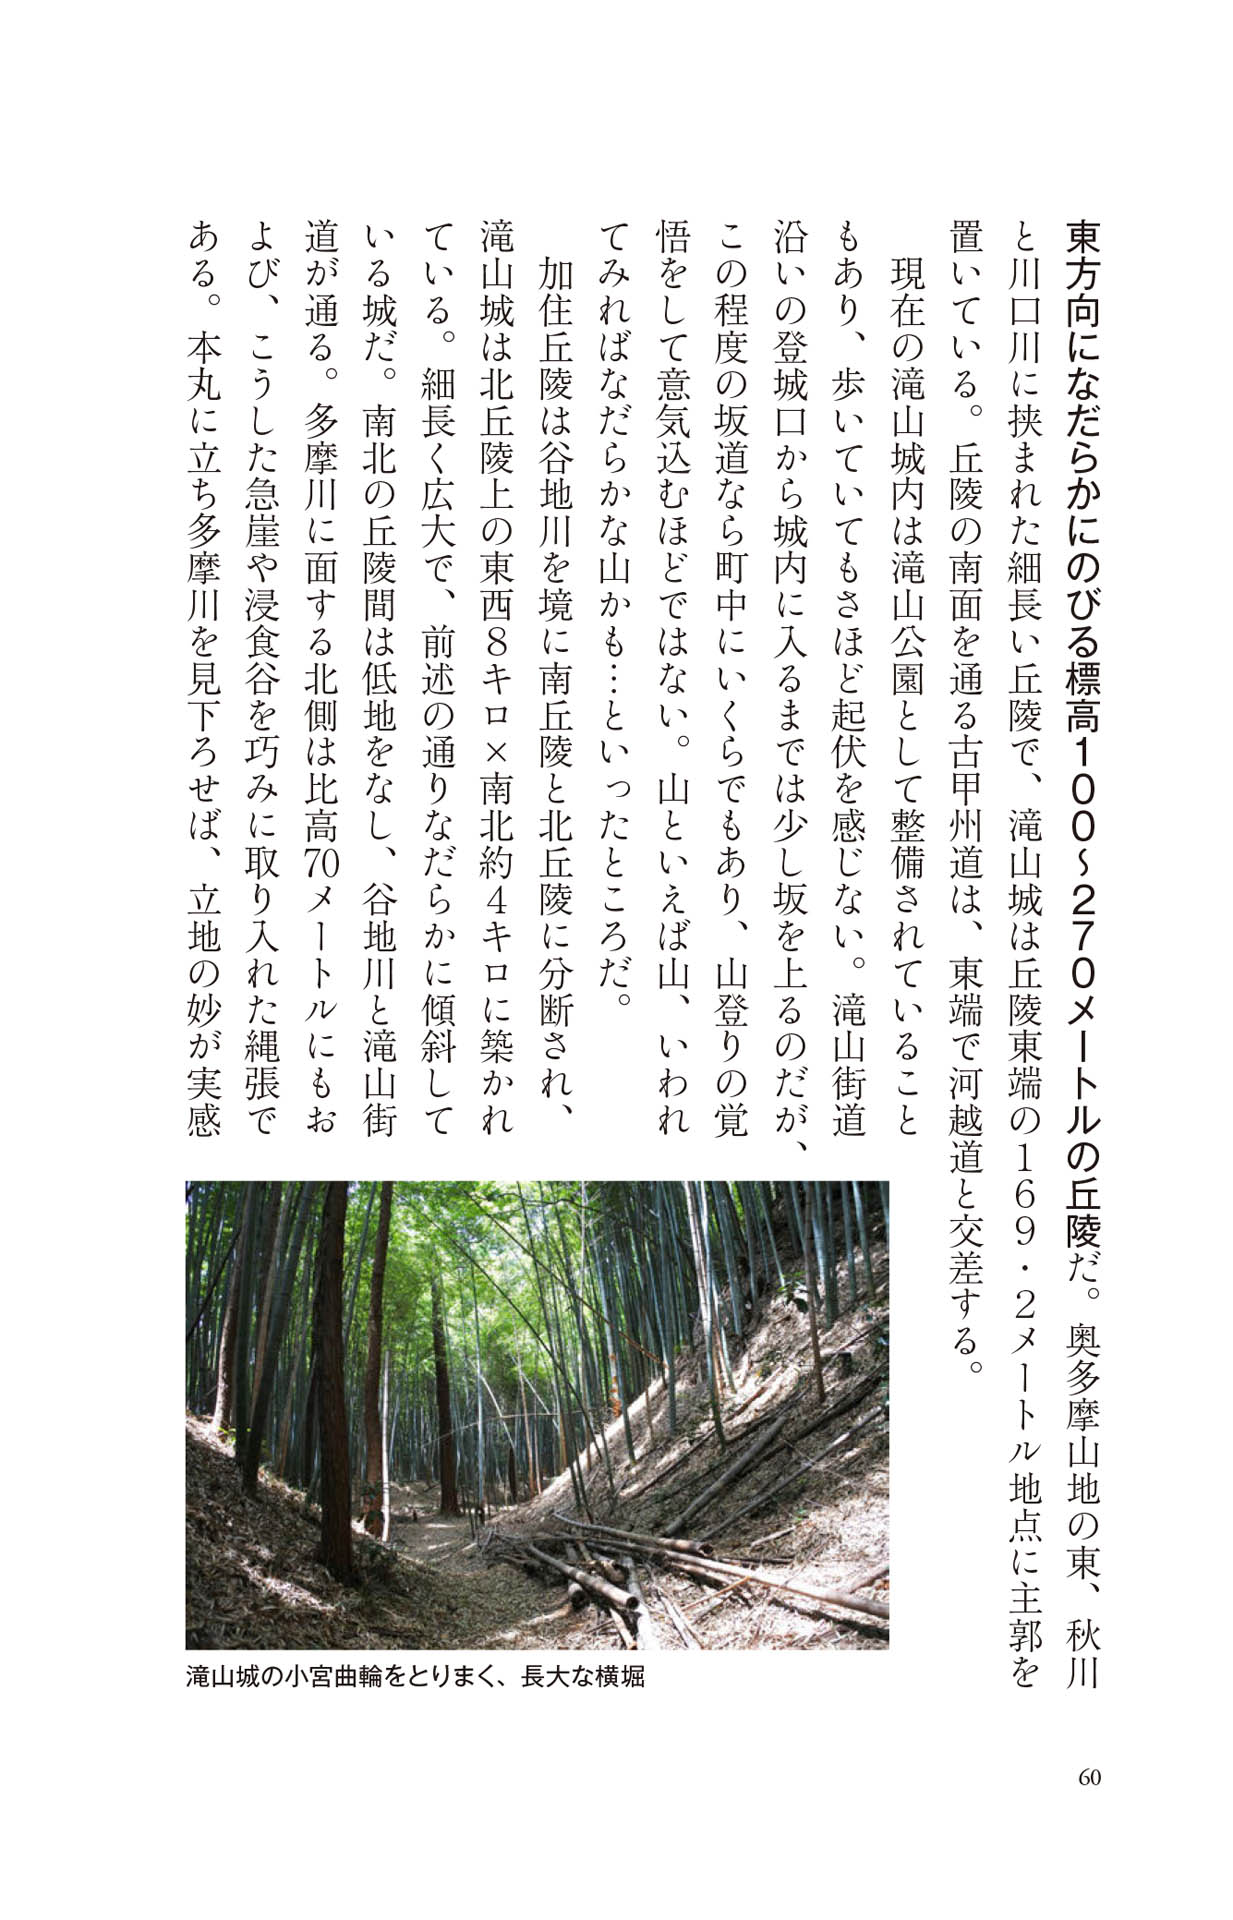 東方向になだらかにのびる標高１００〜２７０メートルの丘陵だ。奥多摩山地の東、秋川
と川口川に挟まれた細長い丘陵で、滝山城は丘陵東端の１６９・２メートル地点に主郭を
置いている。丘陵の南面を通る古甲州道は、東端で河越道と交差する。
現在の滝山城内は滝山公園として整備されていること
もあり、歩いていてもさほど起伏を感じない。滝山街道
沿いの登城口から城内に入るまでは少し坂を上るのだが、
この程度の坂道なら町中にいくらでもあり、山登りの覚
悟をして意気込むほどではない。山といえば山、いわれ
てみればなだらかな山かも…といったところだ。
加住丘陵は谷地川を境に南丘陵と北丘陵に分断され、
滝山城は北丘陵上の東西８キロ×南北約４キロに築かれ
ている。細長く広大で、前述の通りなだらかに傾斜して
いる城だ。南北の丘陵間は低地をなし、谷地川と滝山街
道が通る。多摩川に面する北側は比高70メートルにもお
よび、こうした急崖や浸食谷を巧みに取り入れた縄張で
ある。本丸に立ち多摩川を見下ろせば、立地の妙が実感
滝山城の小宮曲輪をとりまく、長大な横堀
60